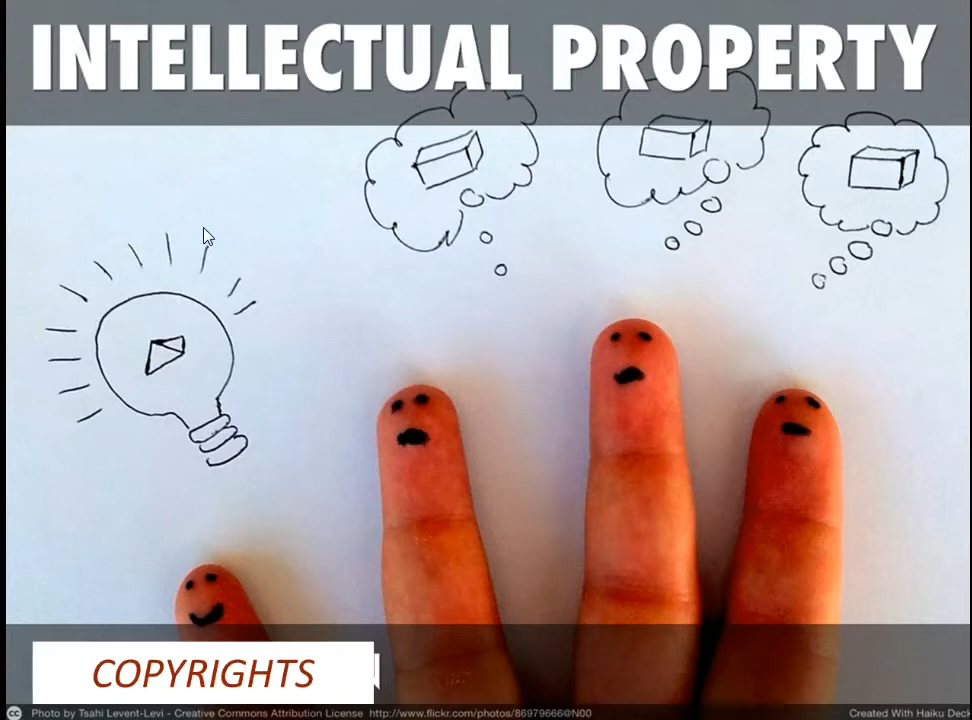 INTELLECTUAL PROPERTY
COPYRIGHTS
cc Photo by Tsahi Levent-Levi - Creative Commons Attribution License http://www.flickr.com/photos/86979666@N00
Created With Haiku Deck